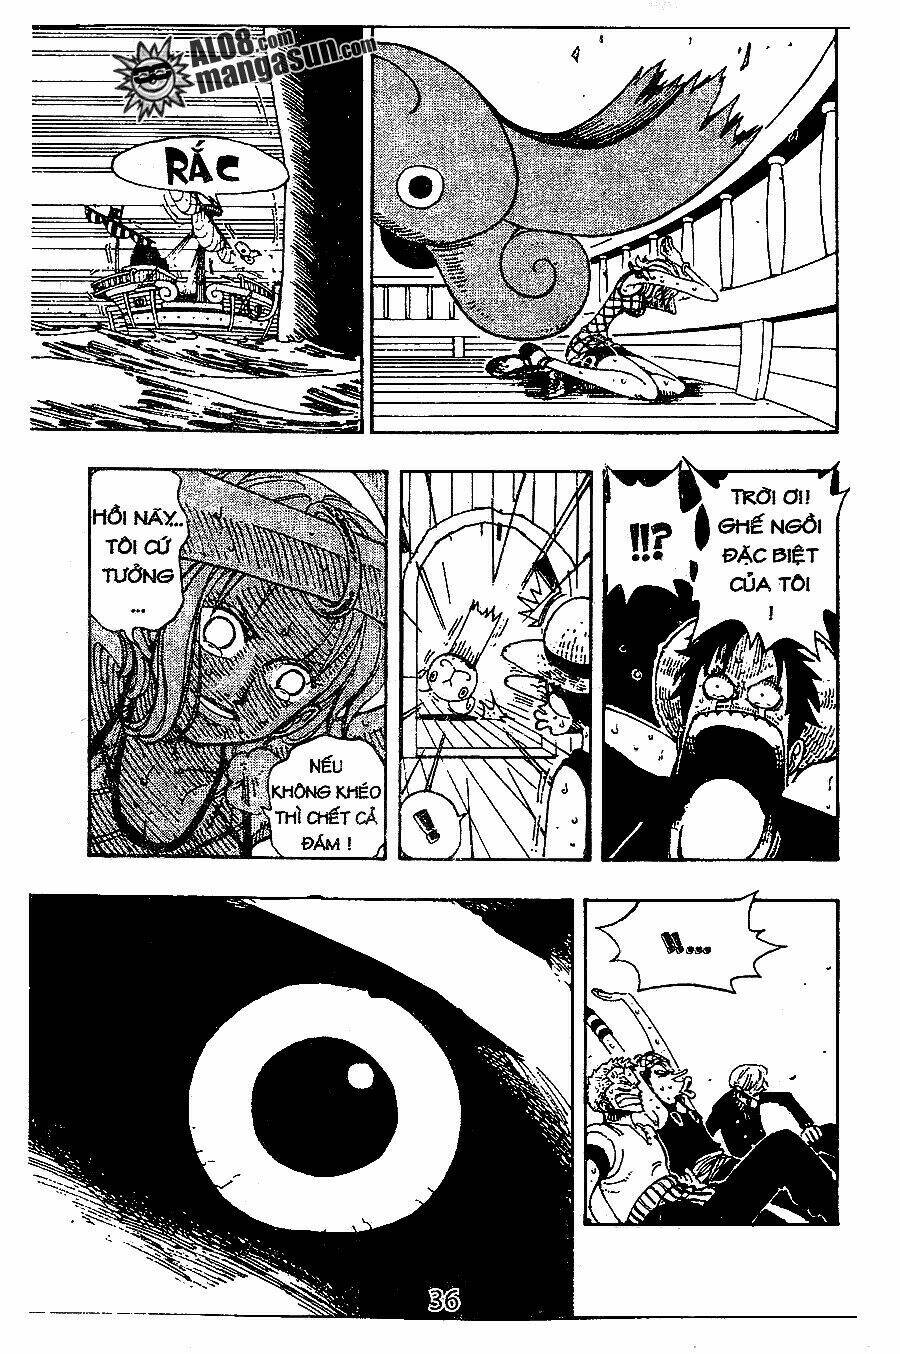 ALO8.com
mangasun.com
RẮC
TRỜI ƠI!
GHẾ NGỒI
ĐẶC BIỆT
CỦA TÔI
!
!!?
!!
HỒI NÃY...
TÔI CỨ
TƯỞNG
...
NẾU
KHÔNG KHÉO
THÌ CHẾT CẢ
ĐÁM !
!!...
36